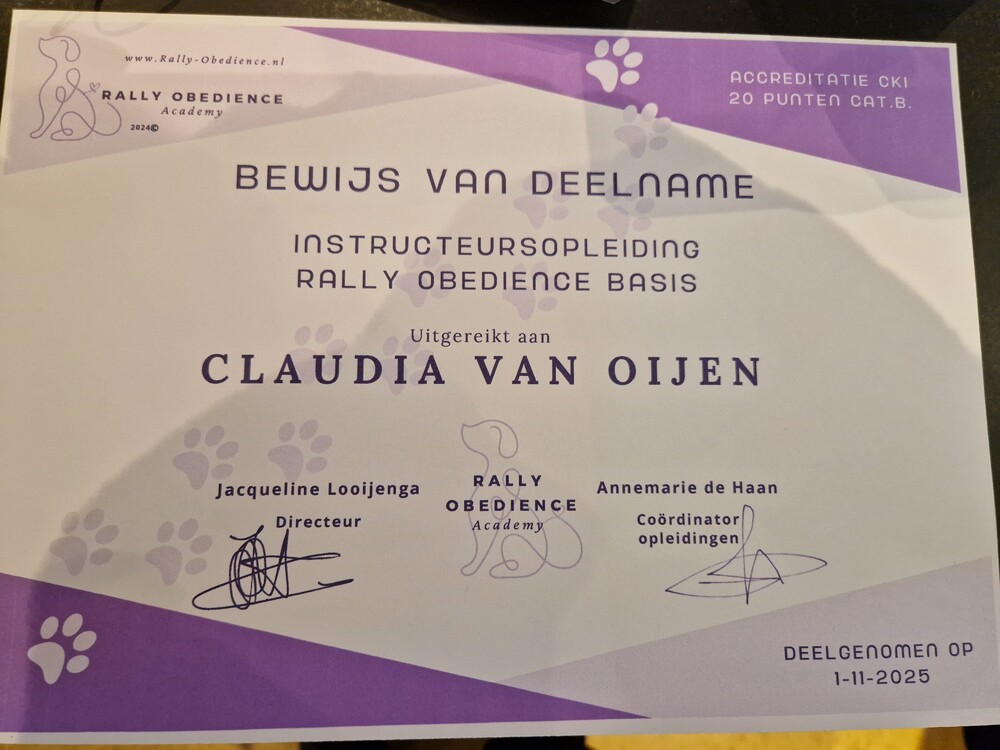 www.Rally-Obedience.nl
RALLY OBEDIENCE
Academy
2024©
ACCREDITATIE CKI
20 PUNTEN CAT.B.
BEWIJS VAN DEELNAME
INSTRUCTEURSOPLEIDING
RALLY OBEDIENCE BASIS
Uitgereikt aan
CLAUDIA VAN OIJEN
Jacqueline Looijenga
Directeur
RALLY
OBEDIENCE
Academy
Annemarie de Haan
Coördinator
opleidingen
DEELGENOMEN OP
1-11-2025